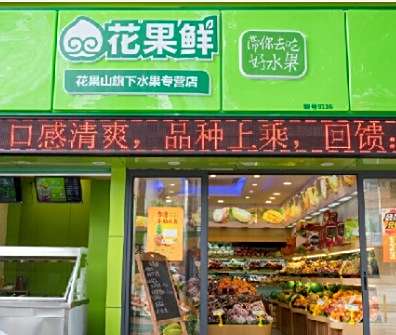 花果鲜
花果山旗下水果专营店
带你去吃
好水果
口感清爽，品种上乘，回馈：